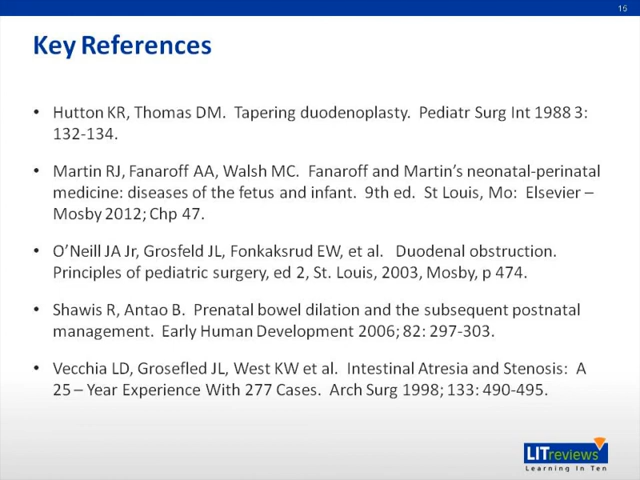 15
Key References
• Hutton KR, Thomas DM. Tapering duodenoplasty. Pediatr Surg Int 1988 3:
132-134.
• Martin RJ, Fanaroff AA, Walsh MC. Fanaroff and Martin's neonatal-perinatal
medicine: diseases of the fetus and infant. 9th ed. St Louis, Mo: Elsevier –
Mosby 2012; Chp 47.
• O'Neill JA Jr, Grosfeld JL, Fonkaksrud EW, et al. Duodenal obstruction.
Principles of pediatric surgery, ed 2, St. Louis, 2003, Mosby, p 474.
• Shawis R, Antao B. Prenatal bowel dilation and the subsequent postnatal
management. Early Human Development 2006; 82: 297-303.
• Vecchia LD, Grosefled JL, West KW et al. Intestinal Atresia and Stenosis: A
25 – Year Experience With 277 Cases. Arch Surg 1998; 133: 490-495.
LITreviews
Learning In Ten